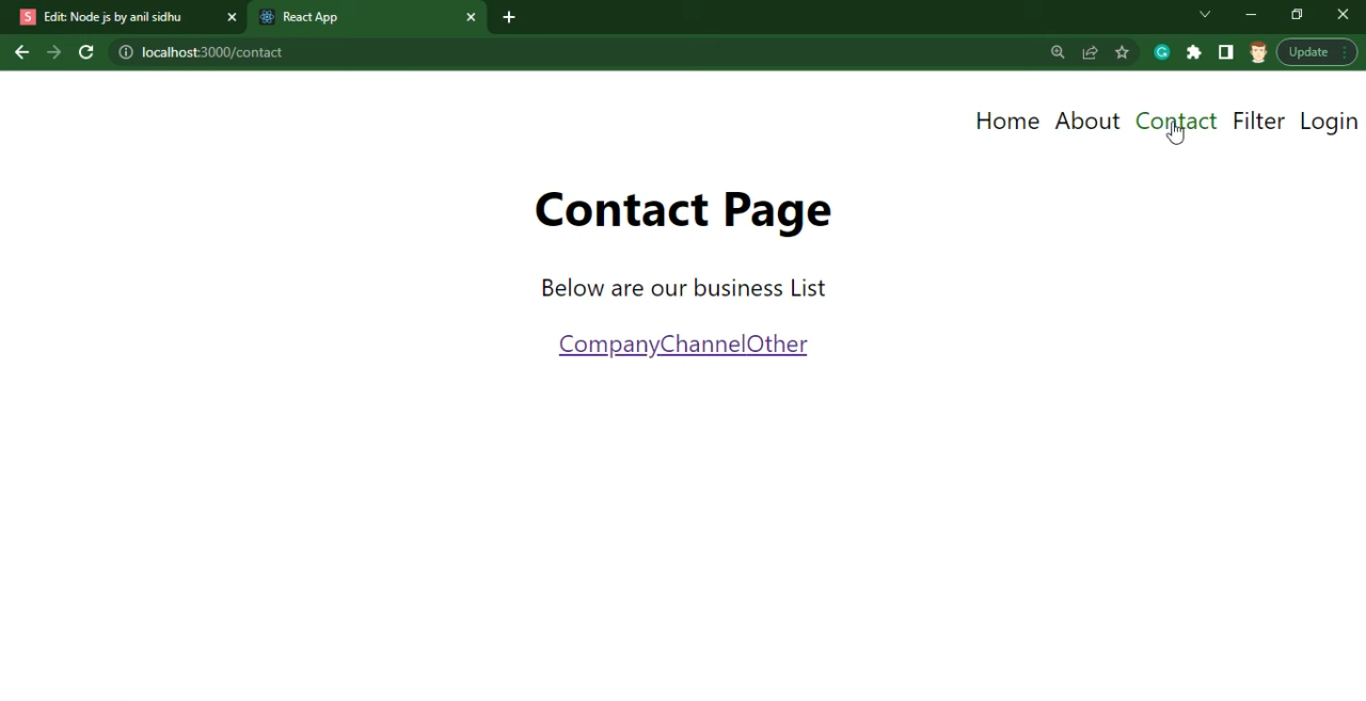 S Edit: Node js by anil sidhu
React App
localhost:3000/contact
Update
Home About Contact Filter Login
Contact Page
Below are our business List
CompanyChannelOther